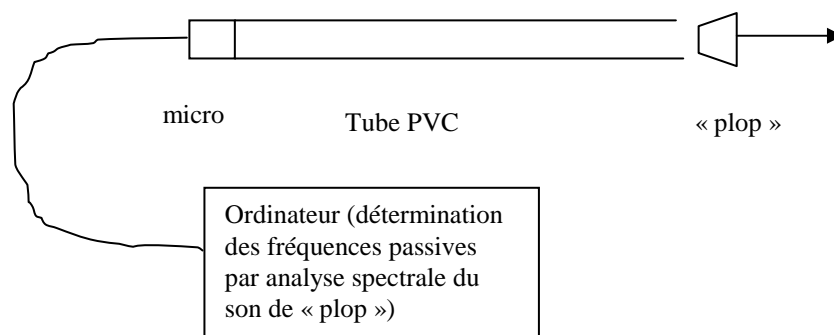 micro
Tube PVC
« plop »
Ordinateur (détermination
des fréquences passives
par analyse spectrale du
son de « plop »)